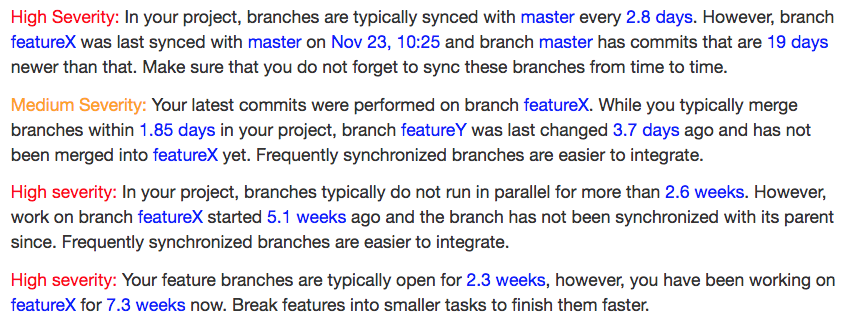 High Severity: In your project, branches are typically synced with master every 2.8 days. However, branch
featureX was last synced with master on Nov 23, 10:25 and branch master has commits that are 19 days
newer than that. Make sure that you do not forget to sync these branches from time to time.
Medium Severity: Your latest commits were performed on branch featureX. While you typically merge
branches within 1.85 days in your project, branch featureY was last changed 3.7 days ago and has not
been merged into featureX yet. Frequently synchronized branches are easier to integrate.
High severity: In your project, branches typically do not run in parallel for more than 2.6 weeks. However,
work on branch featureX started 5.1 weeks ago and the branch has not been synchronized with its parent
since. Frequently synchronized branches are easier to integrate.
High severity: Your feature branches are typically open for 2.3 weeks, however, you have been working on
featureX for 7.3 weeks now. Break features into smaller tasks to finish them faster.